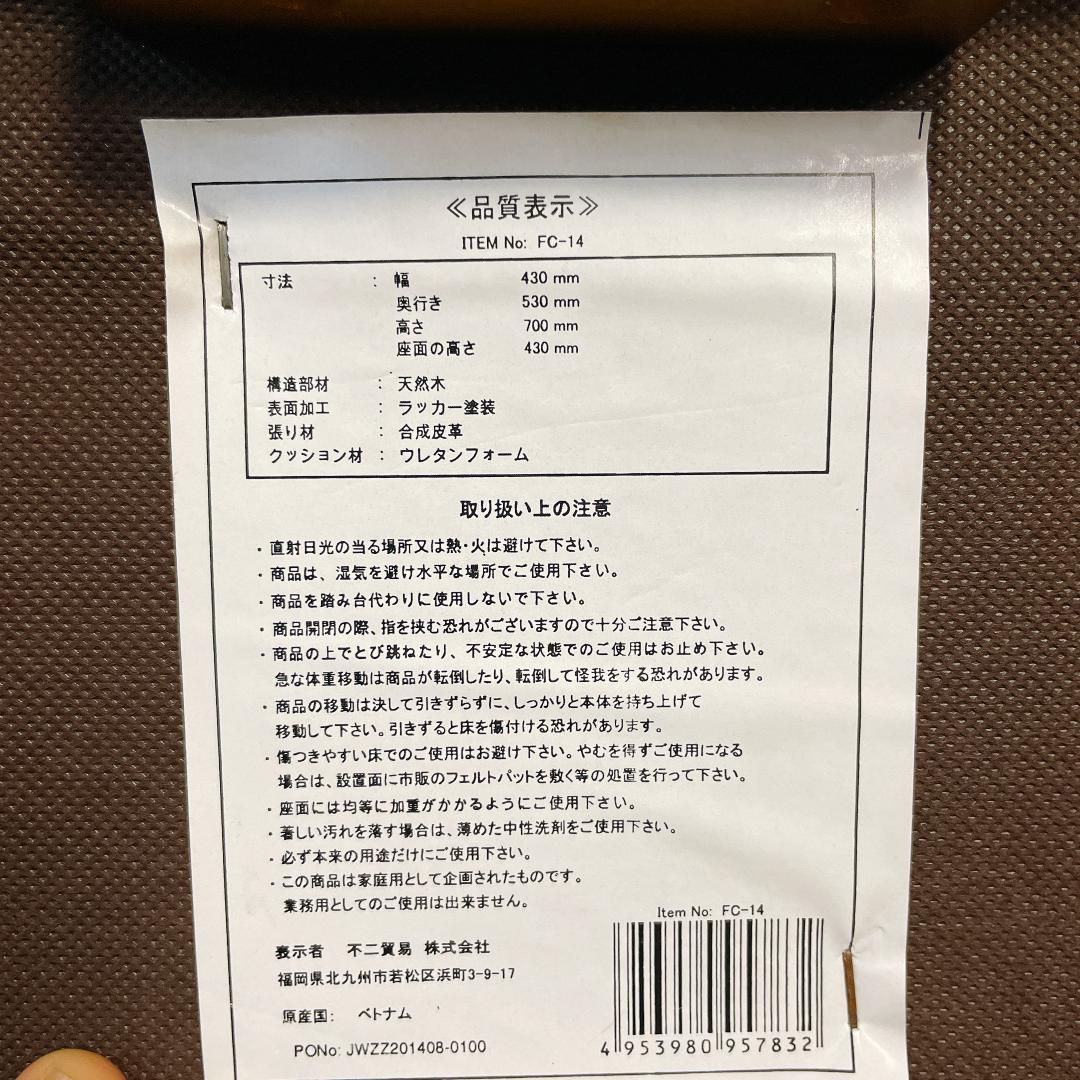 ≪品質表示≫
ITEM No: FC-14
寸法 : 幅 430 mm
奥行き 530 mm
高さ 700 mm
座面の高さ 430 mm
構造部材 : 天然木
表面加工 : ラッカー塗装
張り材 : 合成皮革
クッション材 : ウレタンフォーム
取り扱い上の注意
・直射日光の当る場所又は熱・火は避けて下さい。
・商品は、湿気を避け水平な場所でご使用下さい。
・商品を踏み台代わりに使用しないで下さい。
・商品開閉の際、指を挟む恐れがございますので十分ご注意下さい。
・商品の上でとび跳ねたり、不安定な状態でのご使用はお止め下さい。
急な体重移動は商品が転倒したり、転倒して怪我をする恐れがあります。
・商品の移動は決して引きずらずに、しっかりと本体を持ち上げて
移動して下さい。引きずると床を傷付ける恐れがあります。
・傷つきやすい床でのご使用はお避け下さい。やむを得ずご使用になる
場合は、設置面に市販のフェルトパットを敷く等の処置を行って下さい。
・座面には均等に加重がかかるようにご使用下さい。
・著しい汚れを落す場合は、薄めた中性洗剤をご使用下さい。
・必ず本来の用途だけにご使用下さい。
・この商品は家庭用として企画されたものです。
業務用としてのご使用は出来ません。
表示者 不二貿易 株式会社
福岡県北九州市若松区浜町3-9-17
原産国: ベトナム
PONo: JWZZ201408-0100
Item No: FC-14
4 953980 957832